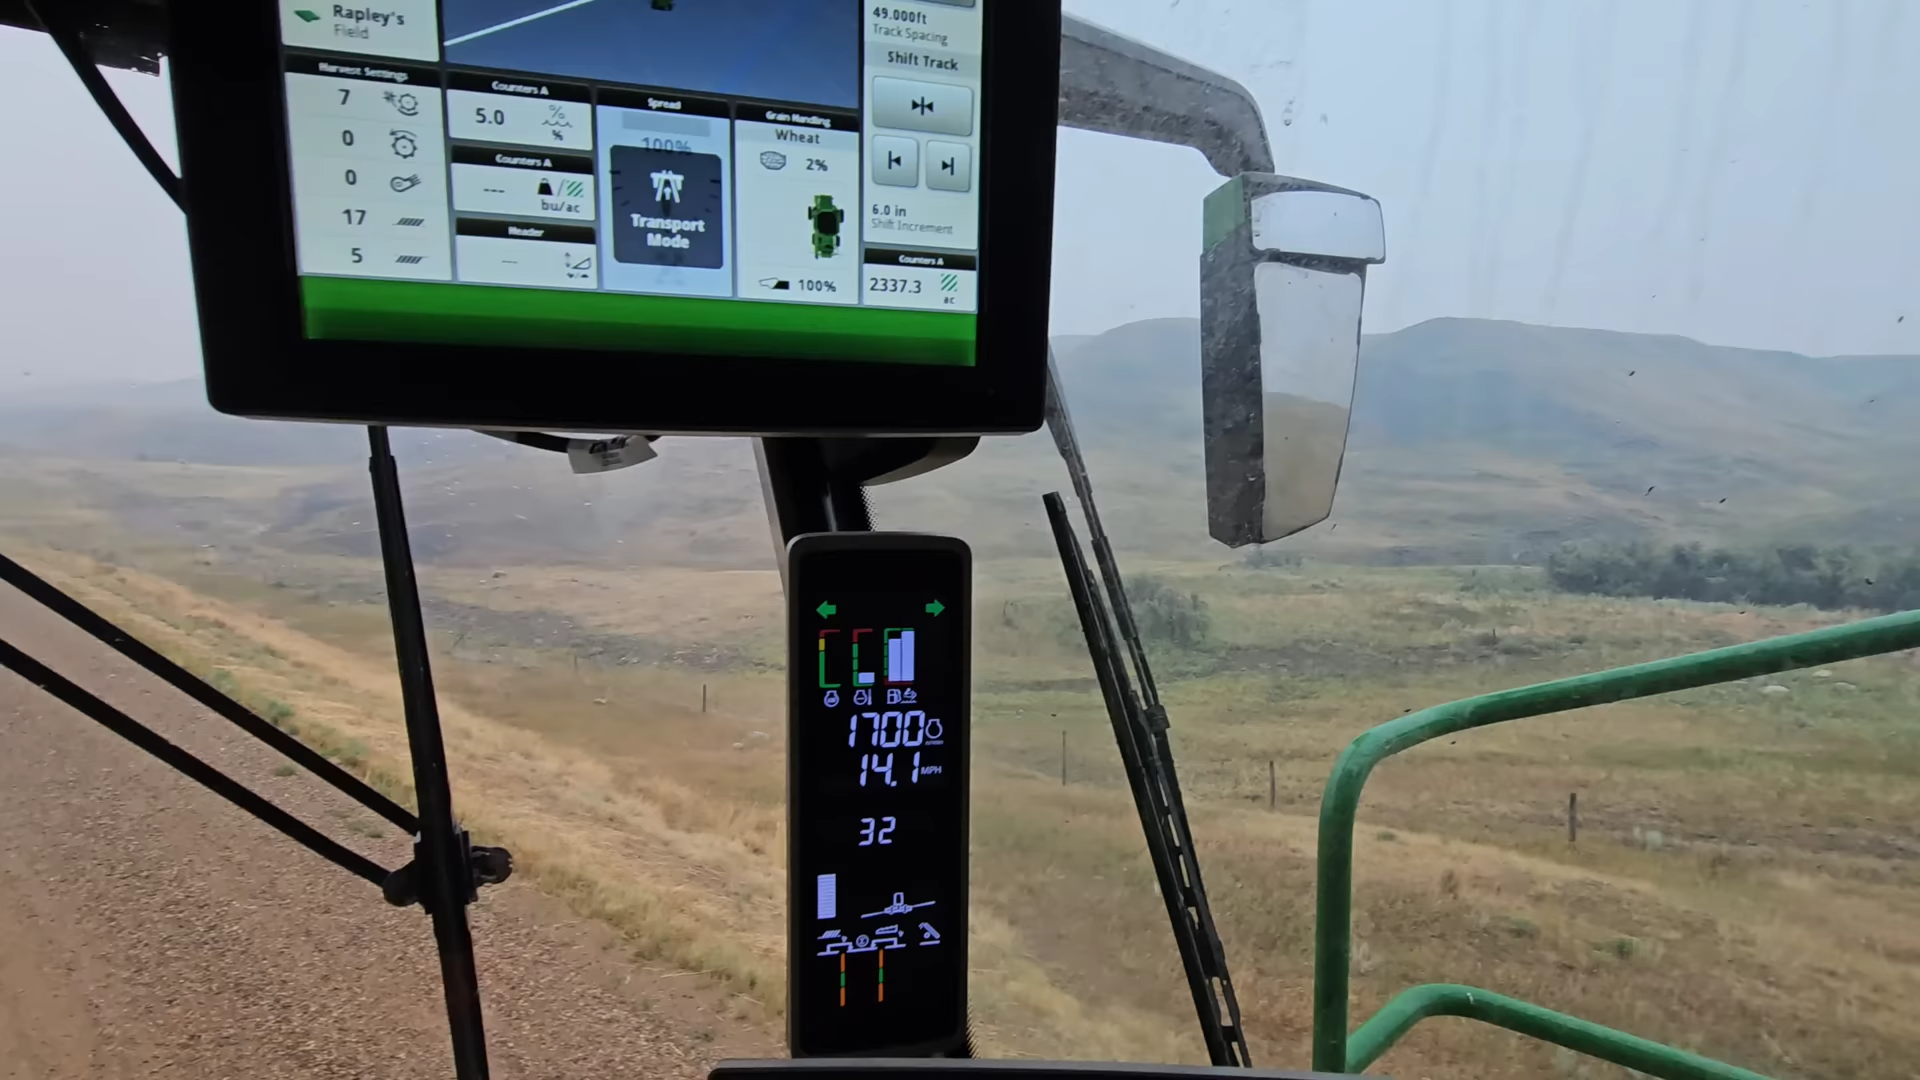 Rapley's
Field
Harvest Settings
7
0
0
17
5
Counters A
5.0
%
%
Counters A
---
bu/ac
Header
---
Spread
100%
Transport
Mode
Grain Handling
Wheat
2%
100%
49.000ft
Track Spacing
Shift Track
6.0 in
Shift Increment
Counters A
2337.3
ac
1700
14.1 MPH
32